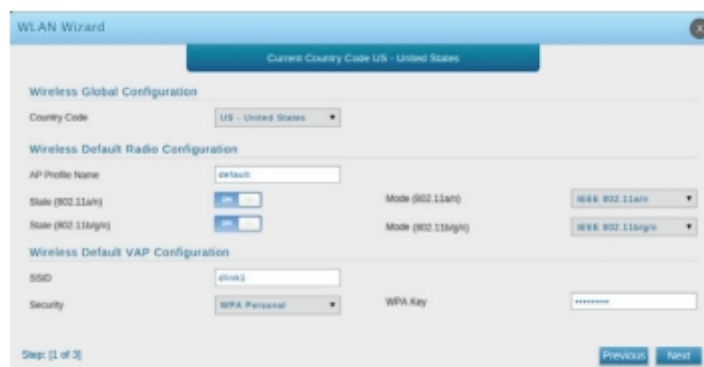 WLAN Wizard
Current Country Code US - United States
Wireless Global Configuration
Country Code US - United States
Wireless Default Radio Configuration
AP Profile Name default
State (802.11a/n) ON Mode (802.11a/n) IEEE 802.11a/n
State (802.11b/g/n) ON Mode (802.11b/g/n) IEEE 802.11b/g/n
Wireless Default VAP Configuration
SSID dlink1
Security WPA Personal WPA Key
Step: [1 of 3] Previous Next